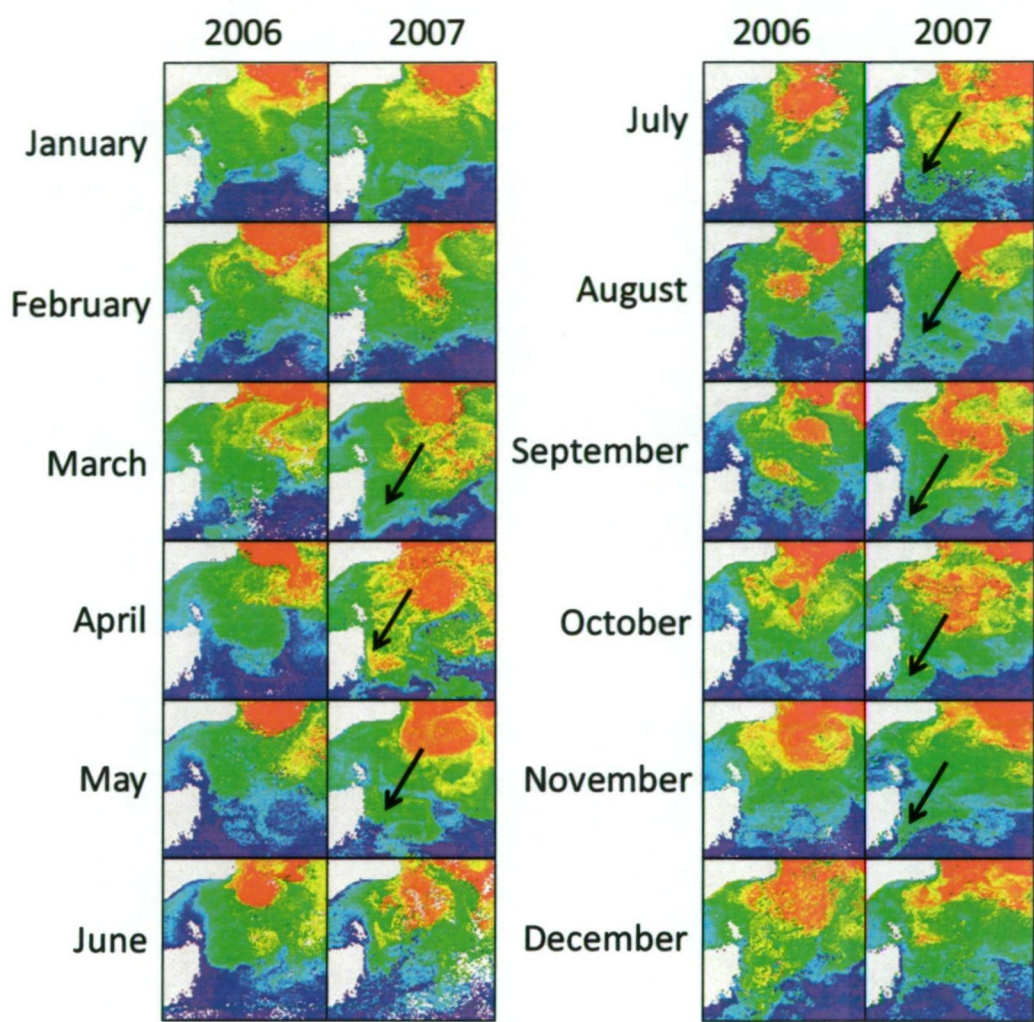 2006 2007
January
February
March
April
May
June
2006 2007
July
August
September
October
November
December